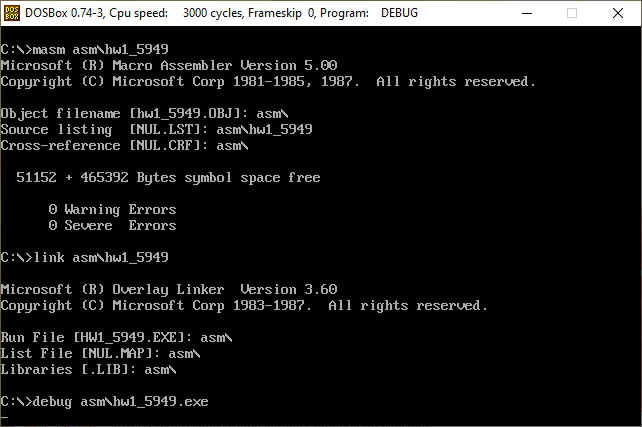 DOSBox 0.74-3, Cpu speed:    3000 cycles, Frameskip  0, Program:    DEBUG
C:\>masm asm\hw1_5949
Microsoft (R) Macro Assembler Version 5.00
Copyright (C) Microsoft Corp 1981-1985, 1987.  All rights reserved.
Object filename [hw1_5949.OBJ]: asm\
Source listing  [NUL.LST]: asm\hw1_5949
Cross-reference [NUL.CRF]: asm\
  51152 + 465392 Bytes symbol space free
      0 Warning Errors
      0 Severe  Errors
C:\>link asm\hw1_5949
Microsoft (R) Overlay Linker  Version 3.60
Copyright (C) Microsoft Corp 1983-1987.  All rights reserved.
Run File [HW1_5949.EXE]: asm\
List File [NUL.MAP]: asm\
Libraries [.LIB]: asm\
C:\>debug asm\hw1_5949.exe
-